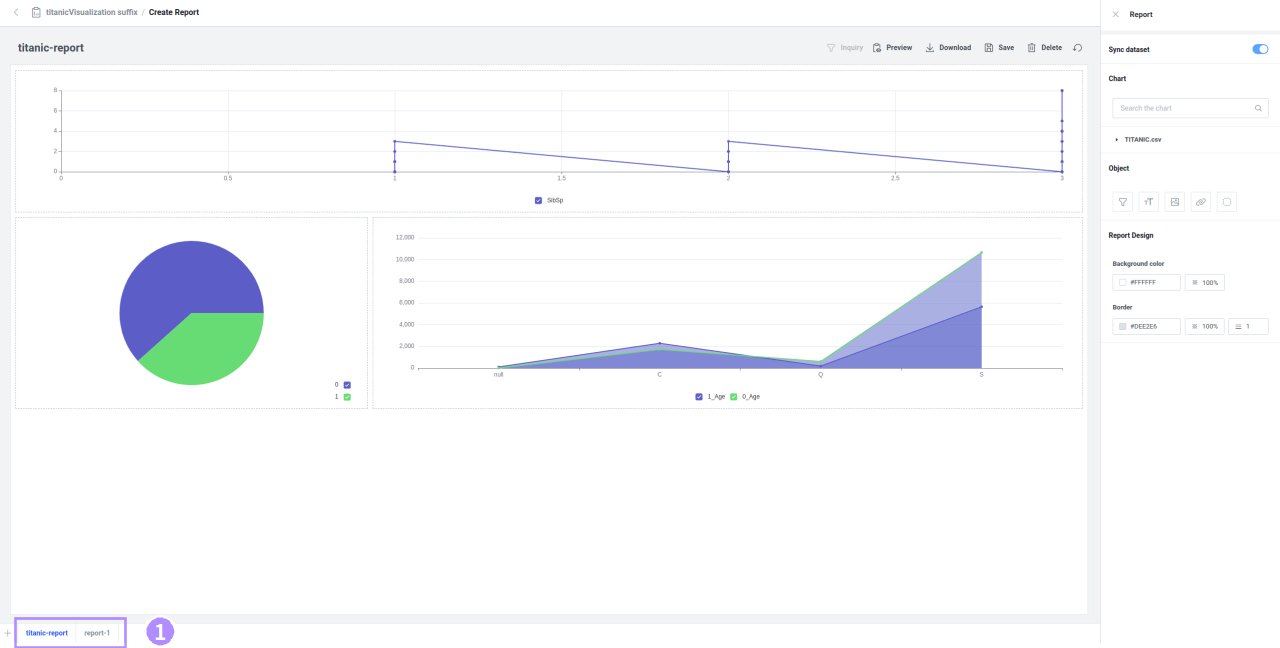 titanicVisualization suffix / Create Report
titanic-report
Inquiry Preview Download Save Delete
8
6
4
2
0
0 0.5 1 1.5 2 2.5 3
SibSp
0
1
12,000
10,000
8,000
6,000
4,000
2,000
0
null C Q S
1_Age 0_Age
Report
Sync dataset
Chart
Search the chart
TITANIC.csv
Object
TT
Report Design
Background color
#FFFFFF 100%
Border
#DEE2E6 100% 1
+ titanic-report report-1
1